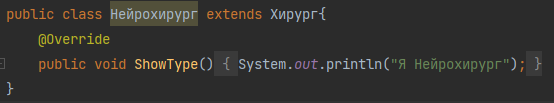 public class Нейрохирург extends Хирург{
@Override
public void ShowType() { System.out.println("Я Нейрохирург"); }
}